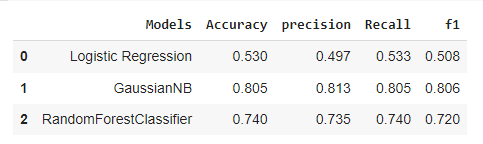 Models Accuracy precision Recall f1
0 Logistic Regression 0.530 0.497 0.533 0.508
1 GaussianNB 0.805 0.813 0.805 0.806
2 RandomForestClassifier 0.740 0.735 0.740 0.720